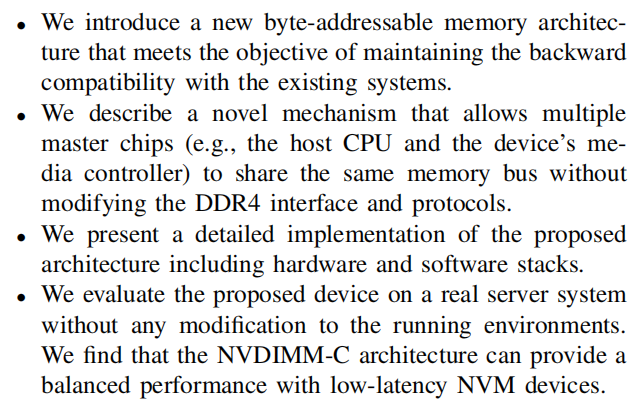 • We introduce a new byte-addressable memory architec-
ture that meets the objective of maintaining the backward
compatibility with the existing systems.
• We describe a novel mechanism that allows multiple
master chips (e.g., the host CPU and the device's me-
dia controller) to share the same memory bus without
modifying the DDR4 interface and protocols.
• We present a detailed implementation of the proposed
architecture including hardware and software stacks.
• We evaluate the proposed device on a real server system
without any modification to the running environments.
We find that the NVDIMM-C architecture can provide a
balanced performance with low-latency NVM devices.